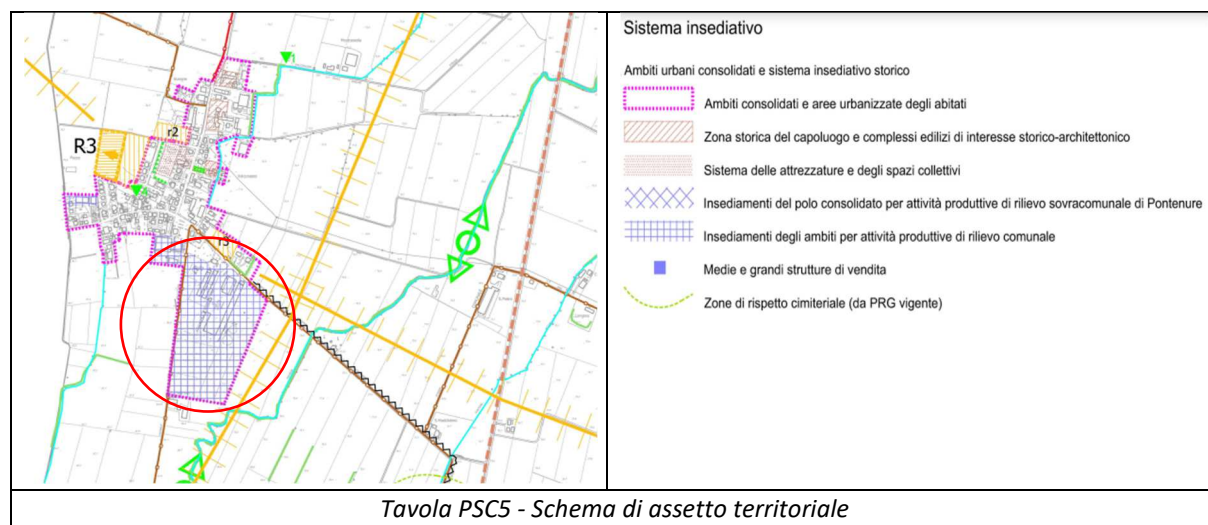 R3
r2
r3
Sistema insediativo
Ambiti urbani consolidati e sistema insediativo storico
Ambiti consolidati e aree urbanizzate degli abitati
Zona storica del capoluogo e complessi edilizi di interesse storico-architettonico
Sistema delle attrezzature e degli spazi collettivi
Insediamenti del polo consolidato per attività produttive di rilievo sovracomunale di Pontenure
Insediamenti degli ambiti per attività produttive di rilievo comunale
Medie e grandi strutture di vendita
Zone di rispetto cimiteriale (da PRG vigente)
Tavola PSC5 - Schema di assetto territoriale